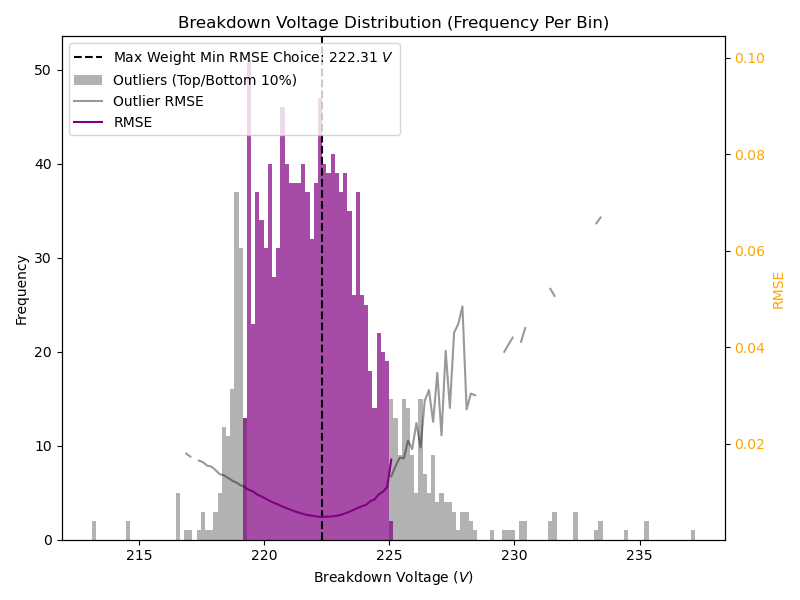 Breakdown Voltage Distribution (Frequency Per Bin)
Max Weight Min RMSE Choice: 222.31 V
Outliers (Top/Bottom 10%)
Outlier RMSE
RMSE
50
40
30
20
10
0
Frequency
0.10
0.08
0.06
0.04
0.02
RMSE
215
220
225
230
235
Breakdown Voltage (V)